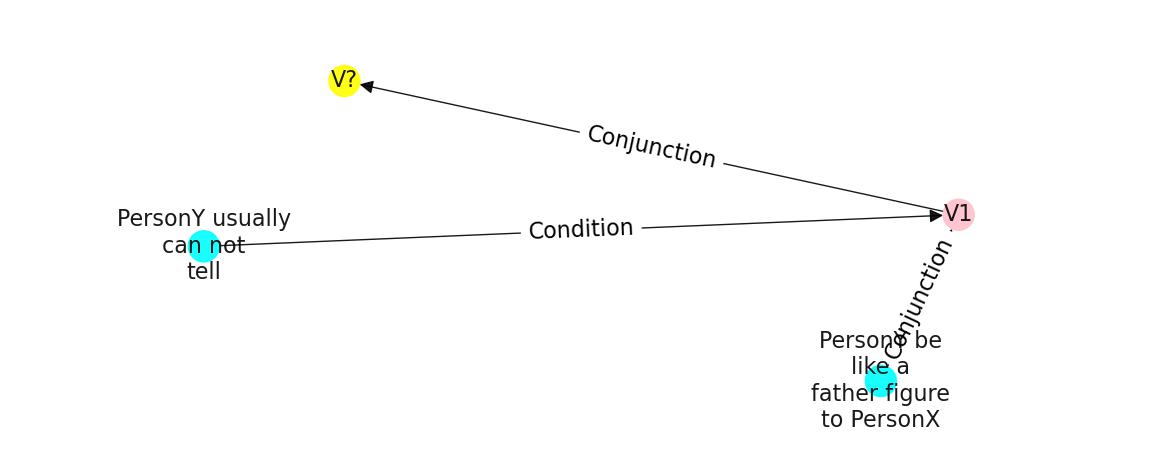 V?
Conjunction
V1
PersonY usually
can not
tell
Condition
Conjunction
PersonY be
like a
father figure
to PersonX